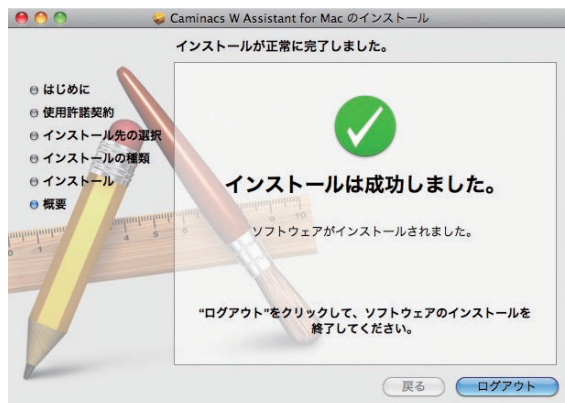 Caminacs W Assistant for Mac のインストール
インストールが正常に完了しました。
はじめに
使用許諾契約
インストール先の選択
インストールの種類
インストール
概要
インストールは成功しました。
ソフトウェアがインストールされました。
“ログアウト”をクリックして、ソフトウェアのインストールを
終了してください。
戻る
ログアウト